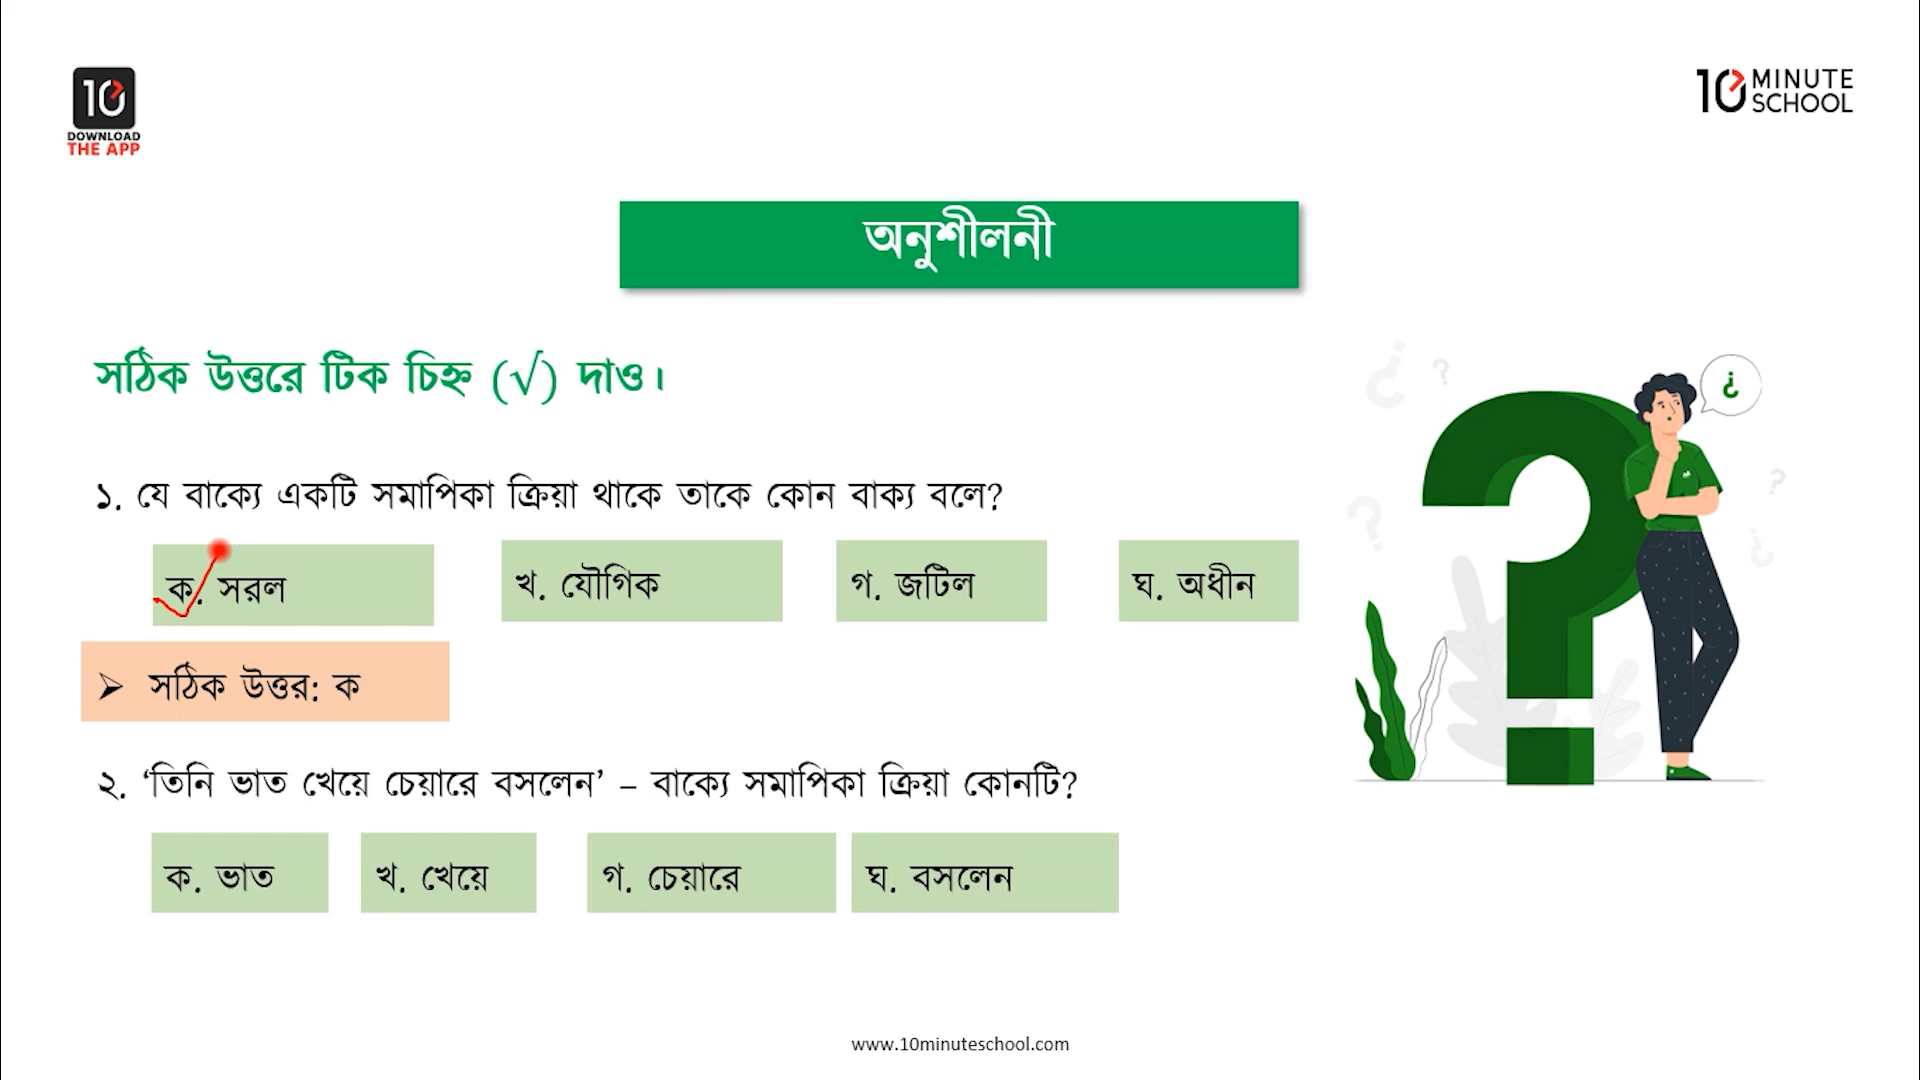 10
DOWNLOAD
THE APP
10 MINUTE
SCHOOL
অনুশীলনী
সঠিক উত্তরে টিক চিহ্ন (√) দাও।
১. যে বাক্যে একটি সমাপিকা ক্রিয়া থাকে তাকে কোন বাক্য বলে?
ক. সরল খ. যৌগিক গ. জটিল ঘ. অধীন
➢ সঠিক উত্তর: ক
২. ‘তিনি ভাত খেয়ে চেয়ারে বসলেন’ – বাক্যে সমাপিকা ক্রিয়া কোনটি?
ক. ভাত খ. খেয়ে গ. চেয়ারে ঘ. বসলেন
www.10minuteschool.com